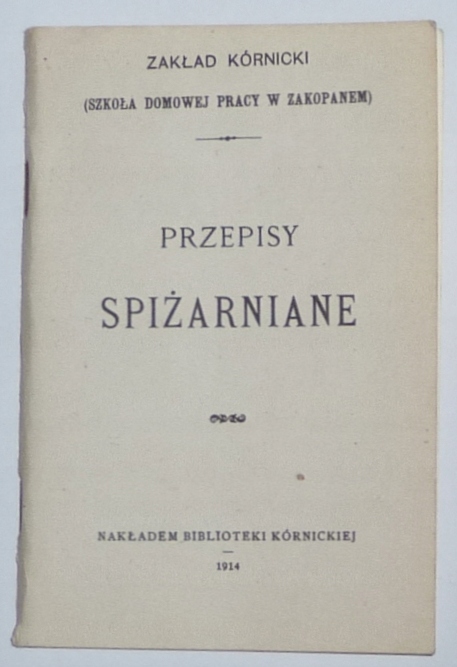 ZAKŁAD KÓRNICKI
(SZKOŁA DOMOWEJ PRACY W ZAKOPANEM)
PRZEPISY
SPIŻARNIANE
NAKŁADEM BIBLIOTEKI KÓRNICKIEJ
1914